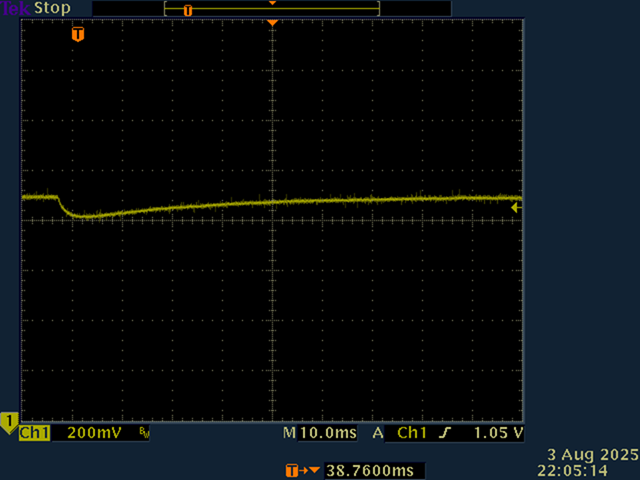 Tek Stop
T
T
1
Ch1 200mV BW M 10.0ms A Ch1 1.05 V
T 38.7600ms
3 Aug 2025
22:05:14